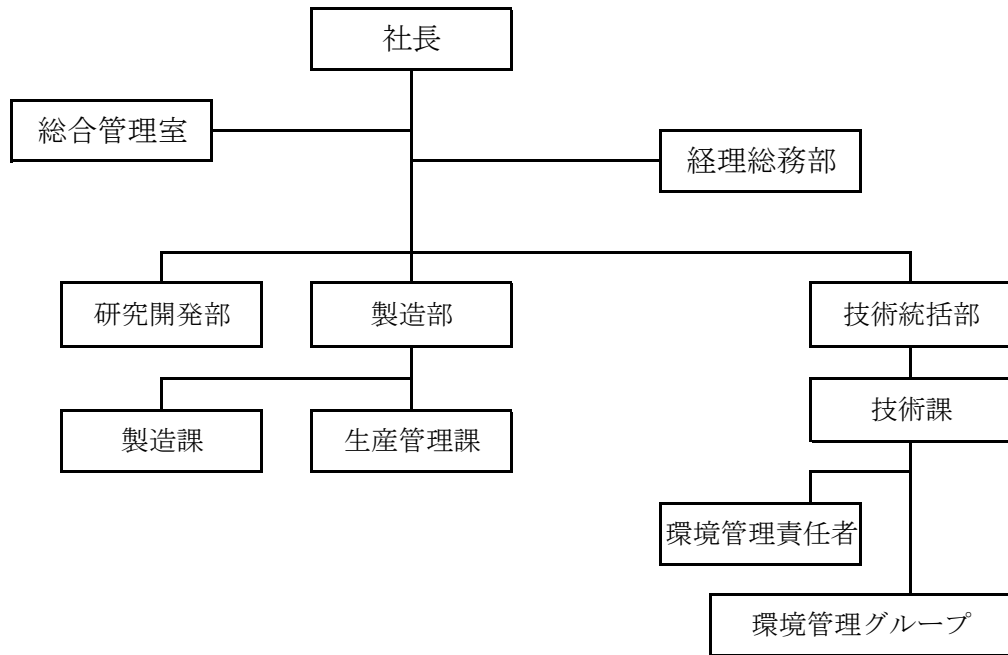 社長
総合管理室
経理総務部
研究開発部
製造部
技術統括部
技術課
製造課
生産管理課
環境管理責任者
環境管理グループ